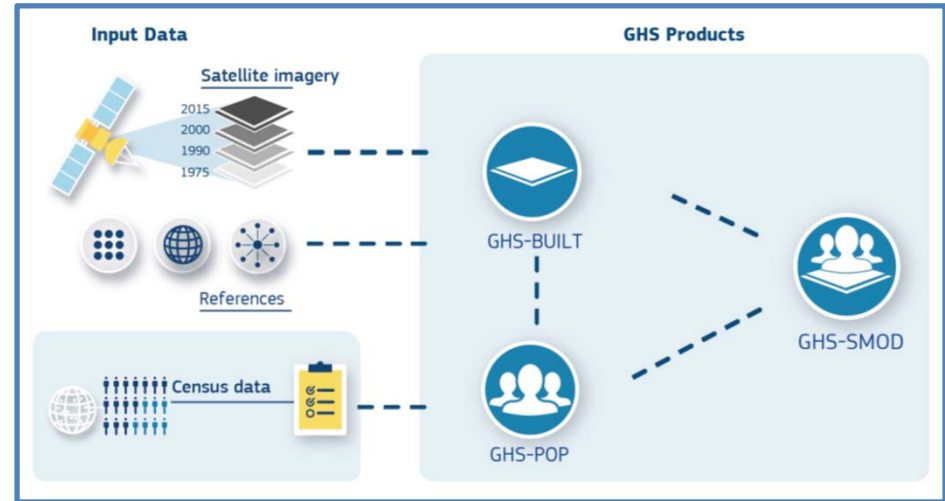 Input Data
GHS Products
Satellite imagery
2015
2000
1990
1975
References
Census data
GHS-BUILT
GHS-POP
GHS-SMOD